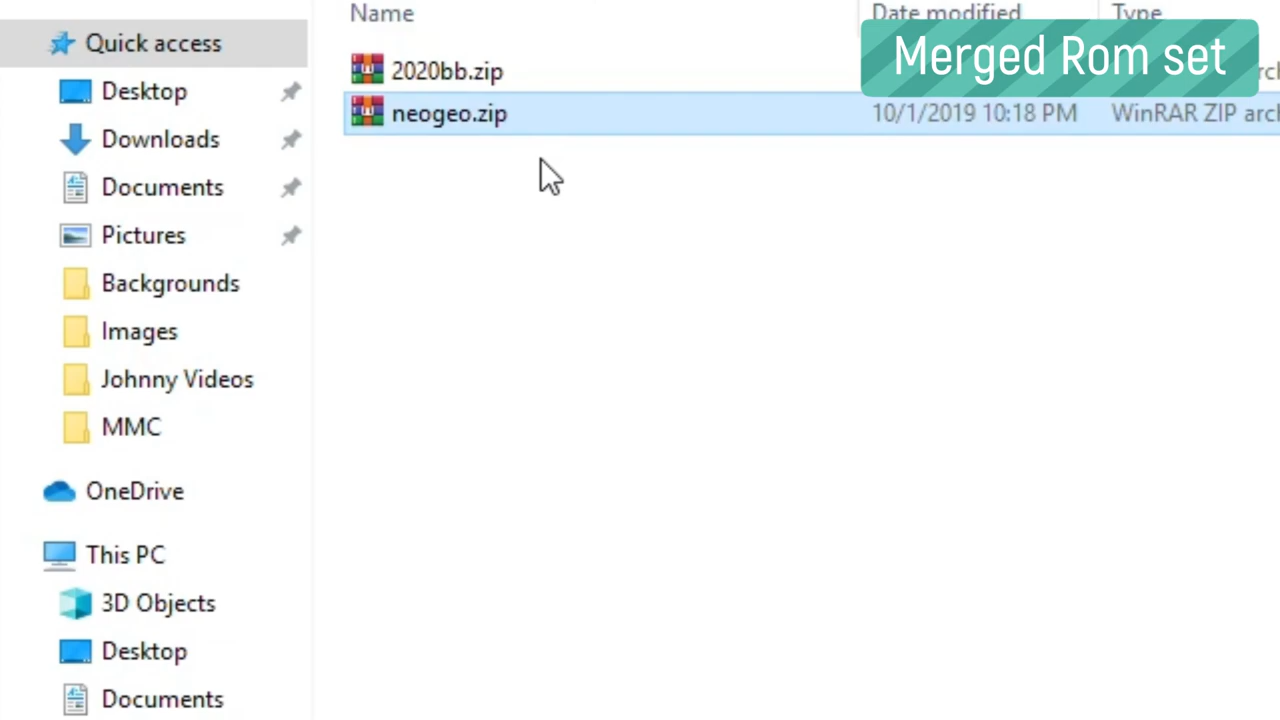 Name Date modified Type
Merged Rom set
Quick access
2020bb.zip
neogeo.zip 10/1/2019 10:18 PM WinRAR ZIP arc
Desktop
Downloads
Documents
Pictures
Backgrounds
Images
Johnny Videos
MMC
OneDrive
This PC
3D Objects
Desktop
Documents